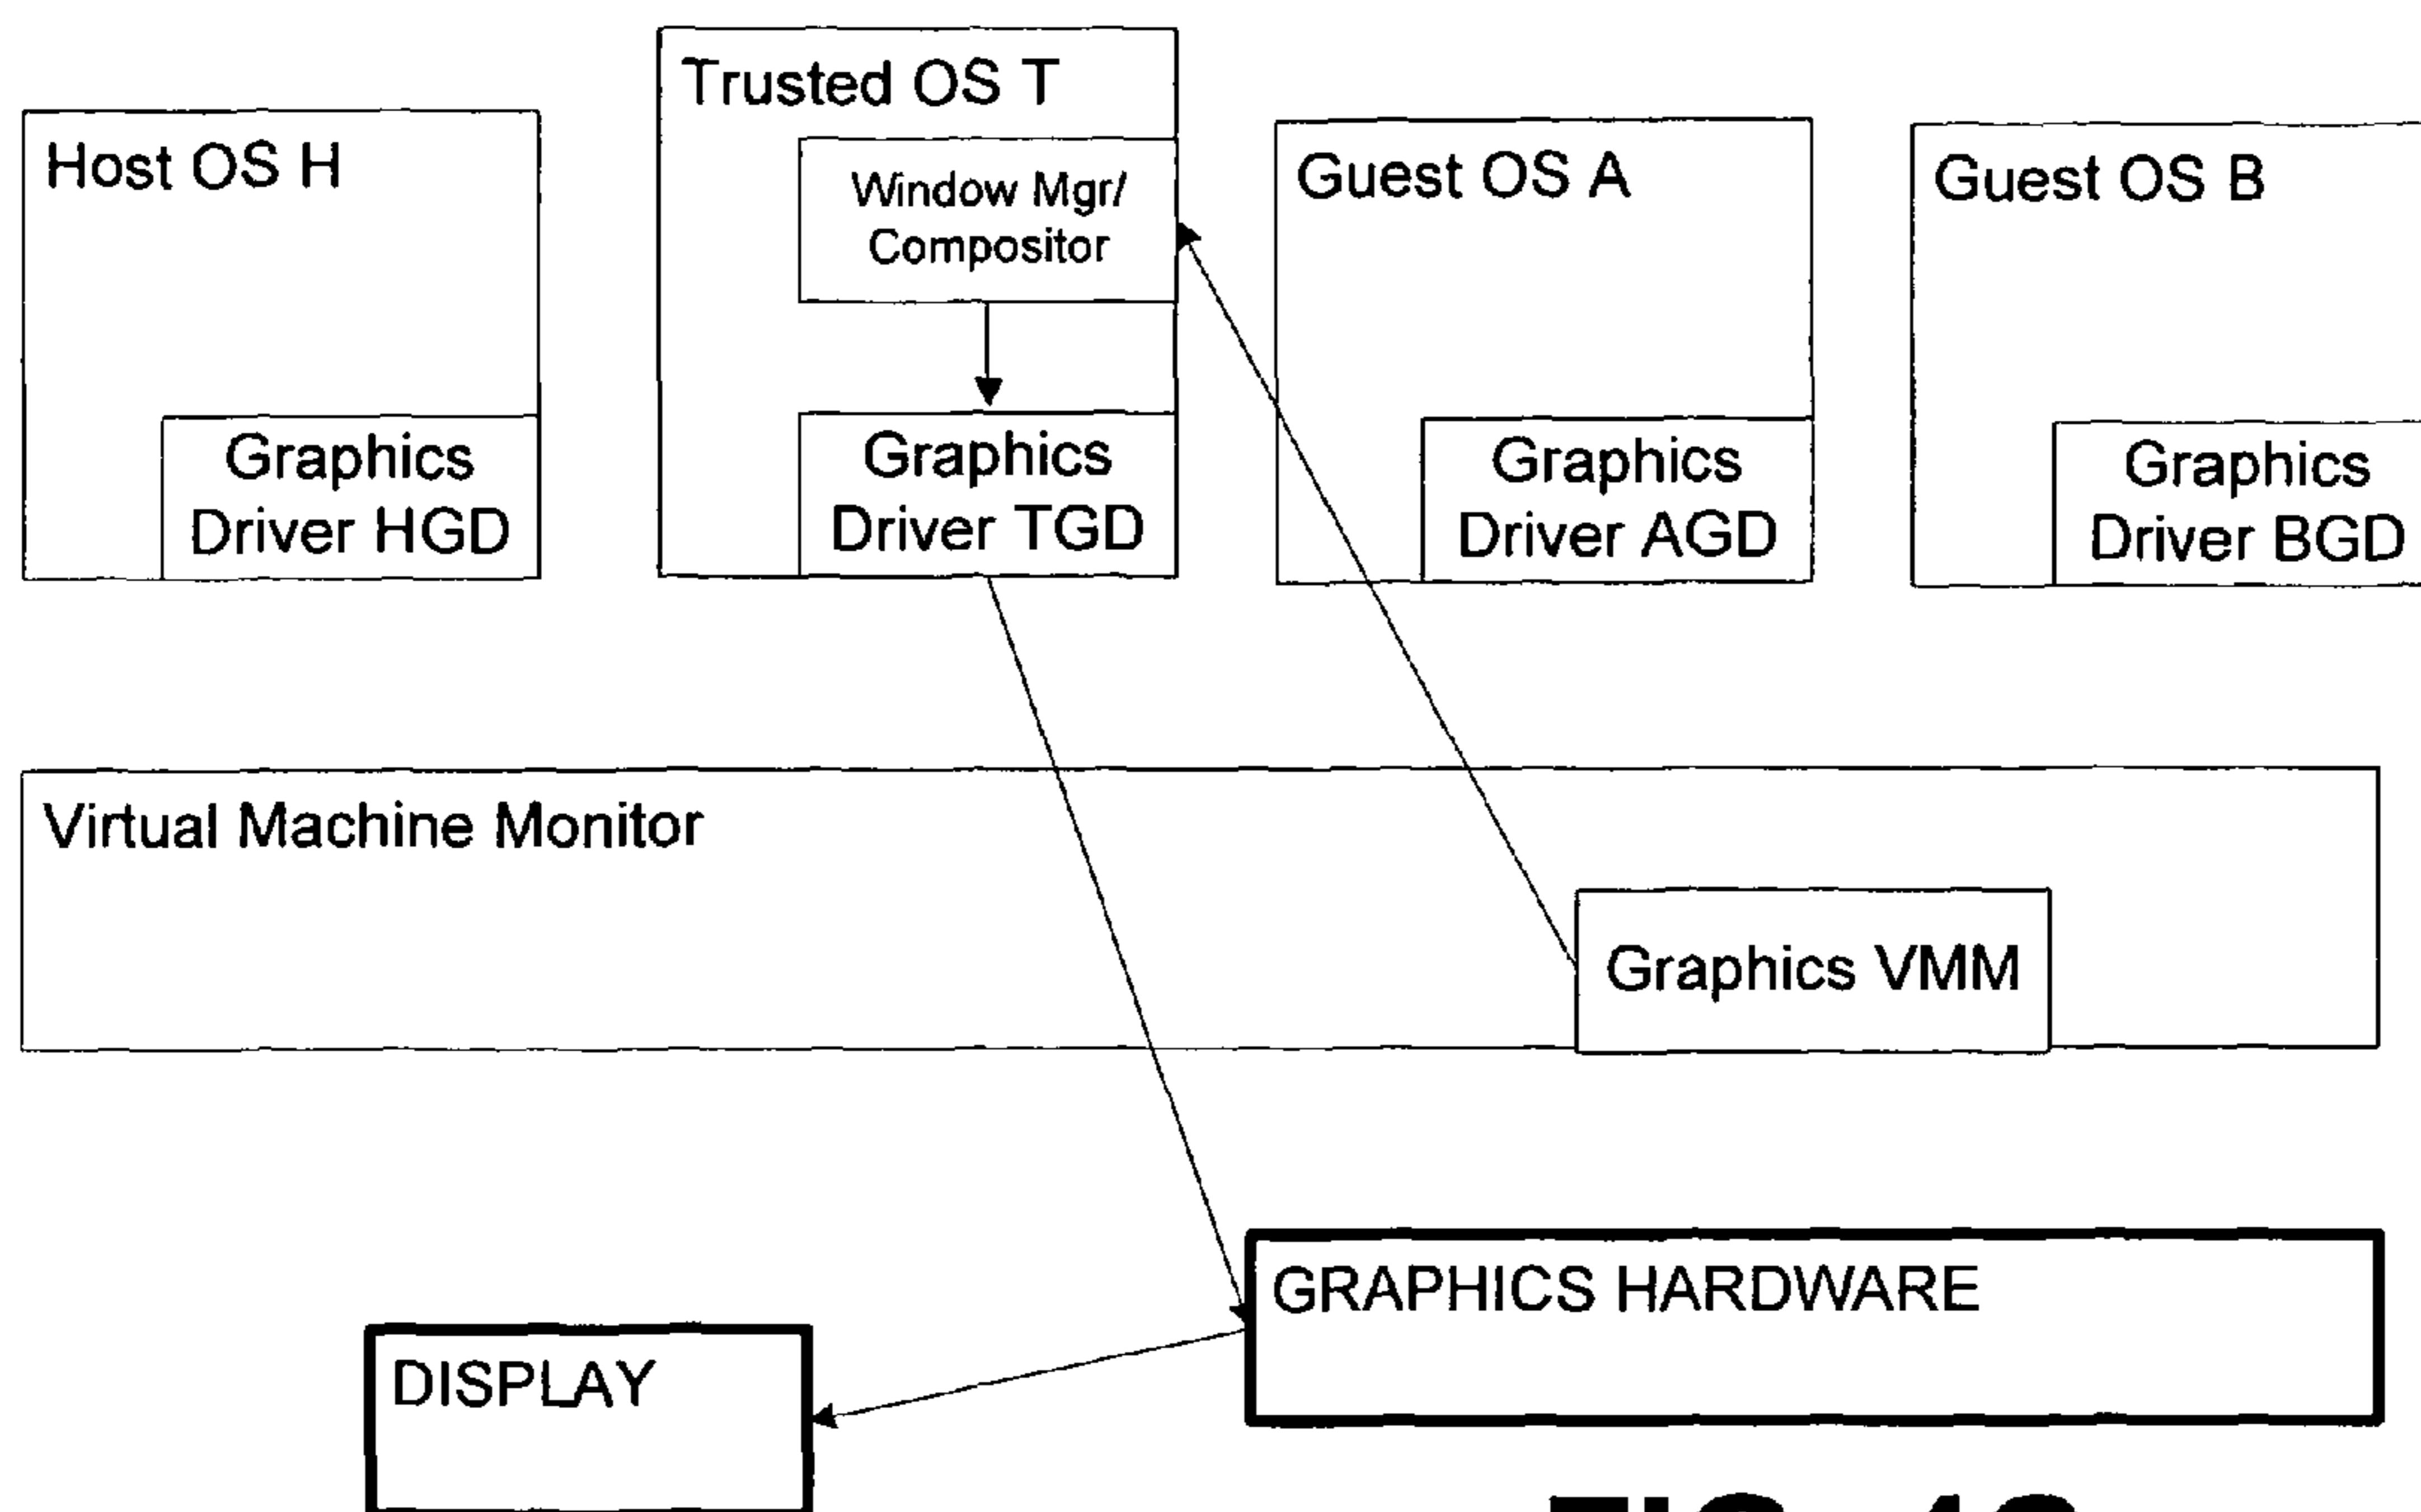 Host OS H
Graphics
Driver HGD
Trusted OS T
Window Mgr/
Compositor
Graphics
Driver TGD
Guest OS A
Graphics
Driver AGD
Guest OS B
Graphics
Driver BGD
Virtual Machine Monitor
Graphics VMM
GRAPHICS HARDWARE
DISPLAY